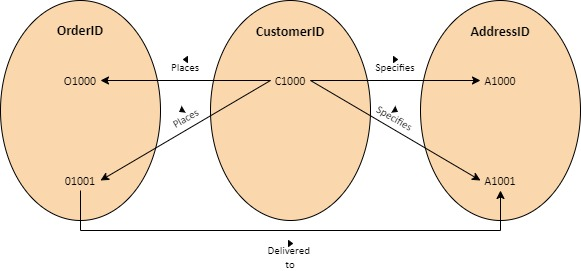 OrderID
CustomerID
AddressID
Places
Specifies
O1000
C1000
A1000
Places
Specifies
01001
A1001
Delivered
to